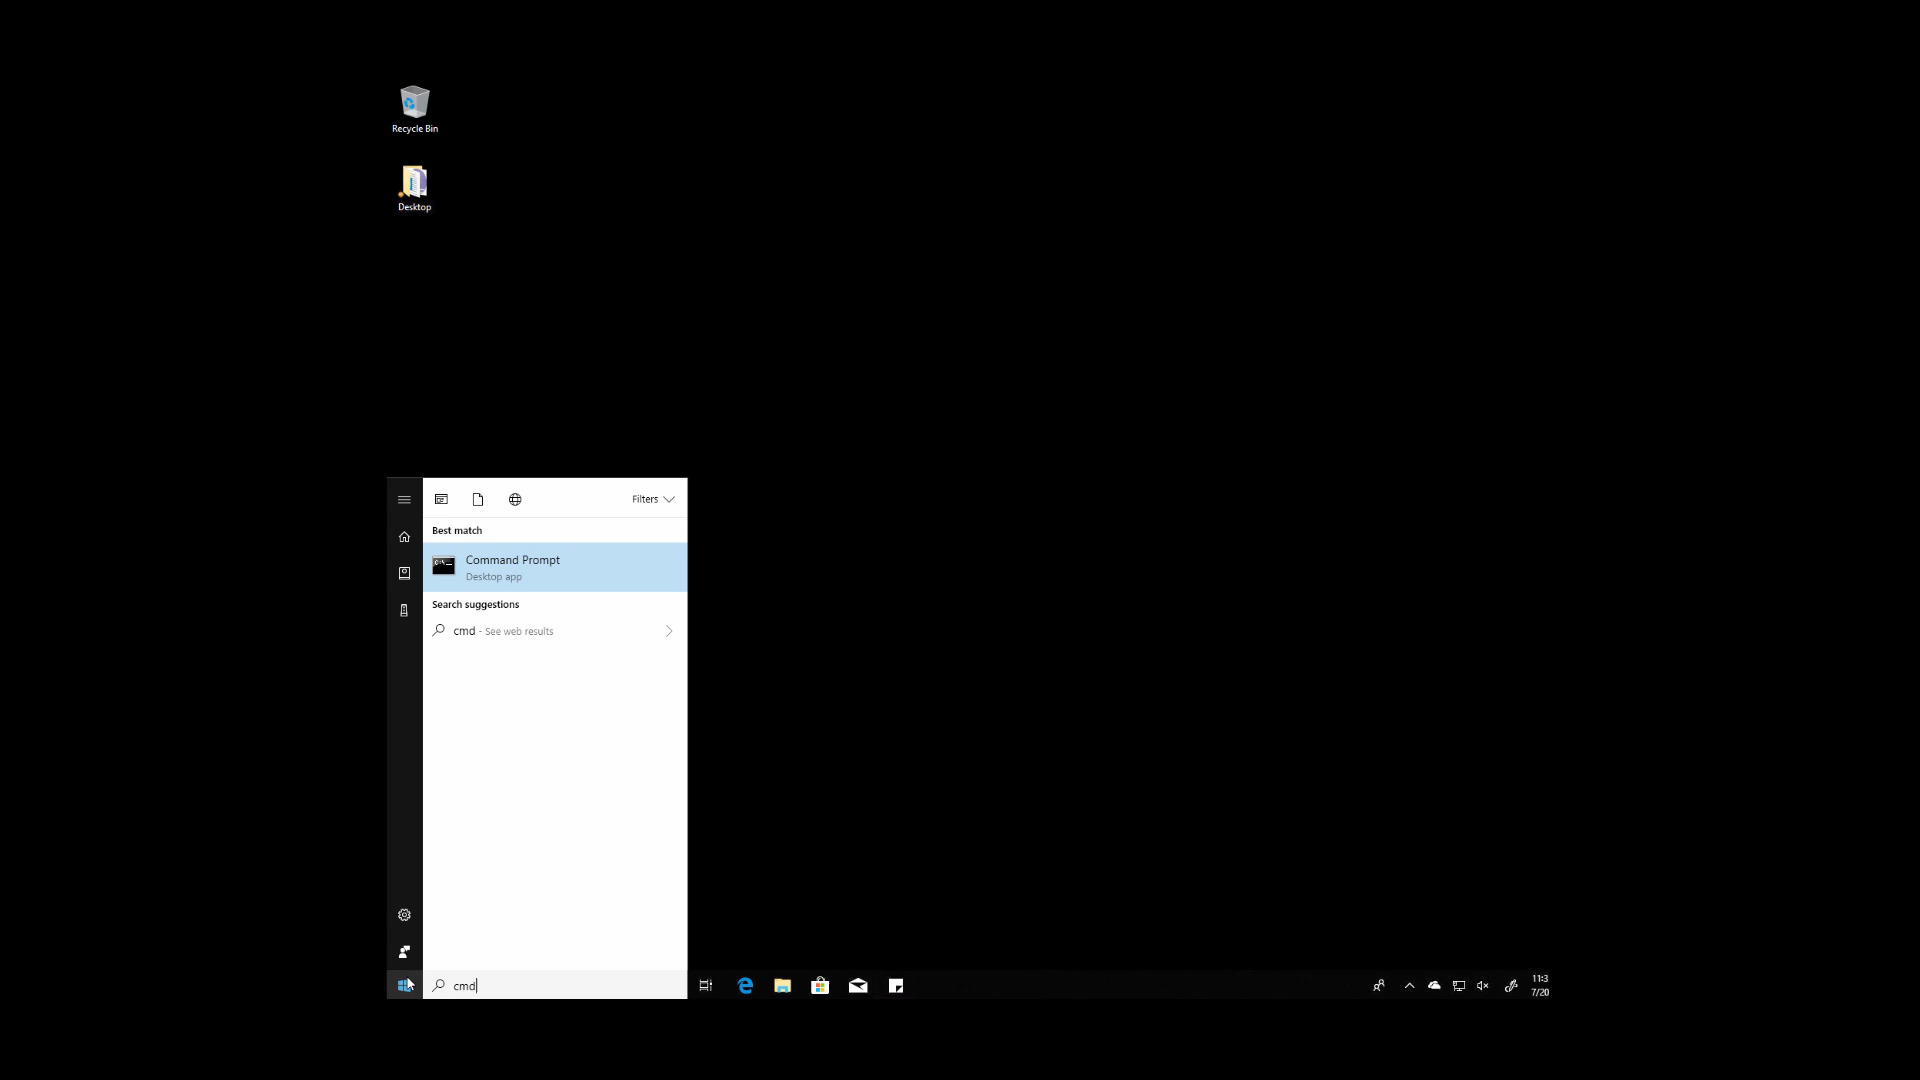 Recycle Bin
Desktop
Filters
Best match
Command Prompt
Desktop app
Search suggestions
cmd - See web results
cmd
11:3
7/20